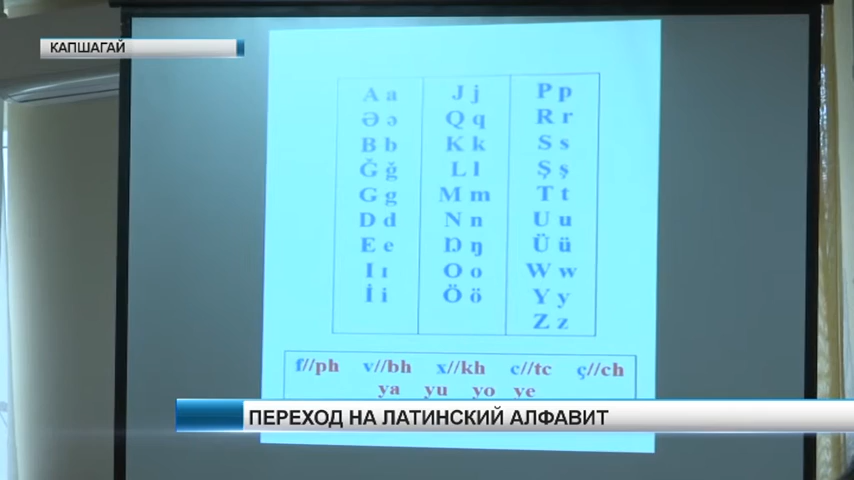 КАПШАГАЙ
A a
Ə ə
B b
Ğ ğ
G g
D d
E e
I ı
İ i
J j
Q q
K k
L l
M m
N n
Ŋ ŋ
O o
Ö ö
P p
R r
S s
Ş ş
T t
U u
Ü ü
W w
Y y
Z z
f//ph v//bh x//kh c//tc ç//ch
ya yu yo ye
ПЕРЕХОД НА ЛАТИНСКИЙ АЛФАВИТ